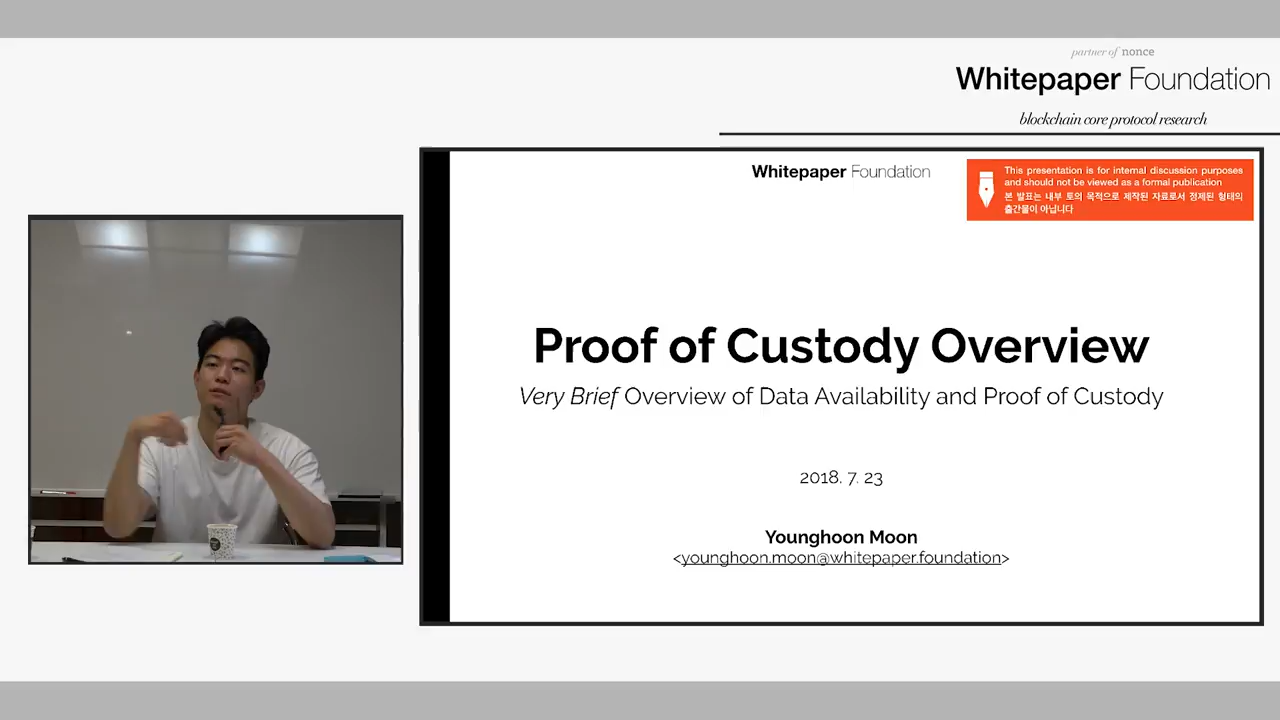 partner of nonce
Whitepaper Foundation
blockchain core protocol research
Whitepaper Foundation
This presentation is for internal discussion purposes
and should not be viewed as a formal publication
본 발표는 내부 토의 목적으로 제작된 자료로서 정제된 형태의
출간물이 아닙니다
Proof of Custody Overview
Very Brief Overview of Data Availability and Proof of Custody
2018. 7. 23
Younghoon Moon
<younghoon.moon@whitepaper.foundation>